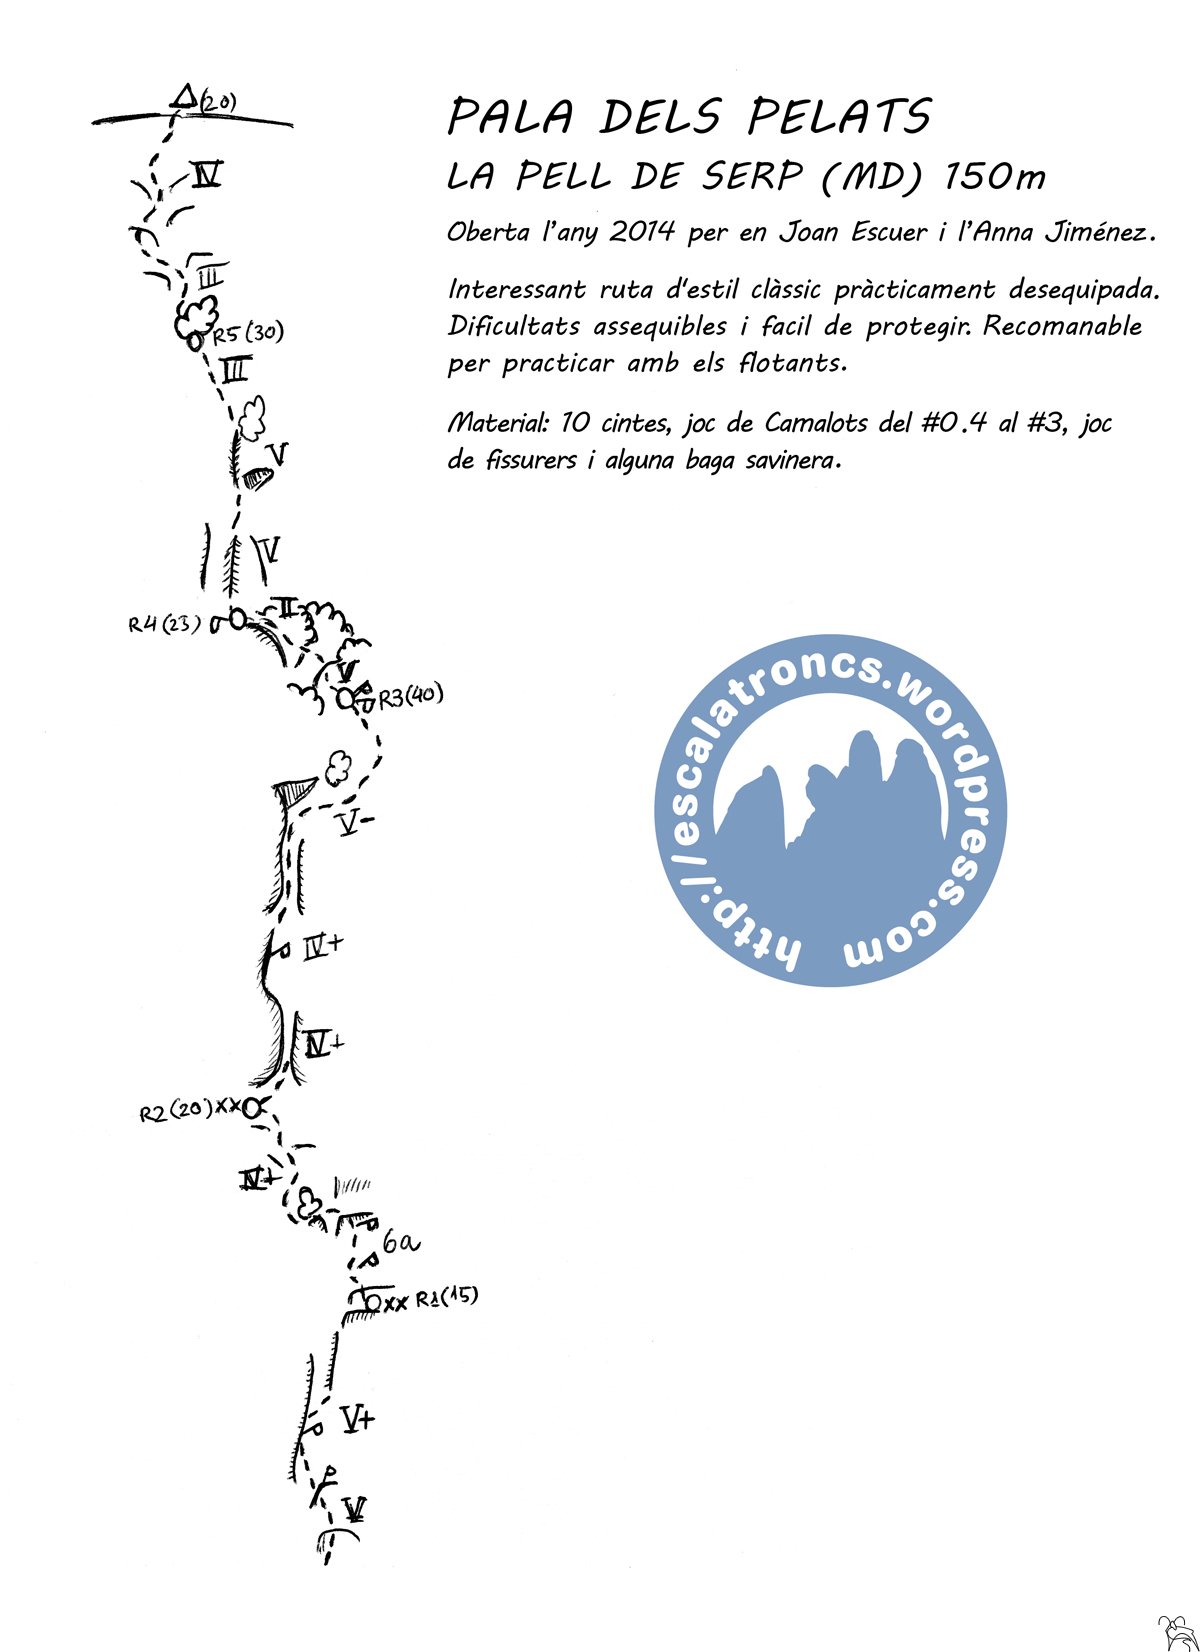 PALA DELS PELATS
LA PELL DE SERP (MD) 150m
Oberta l'any 2014 per en Joan Escuer i l'Anna Jiménez.
Interessant ruta d'estil clàssic pràcticament desequipada.
Dificultats assequibles i facil de protegir. Recomanable
per practicar amb els flotants.
Material: 10 cintes, joc de Camalots del #0.4 al #3, joc
de fissurers i alguna baga savinera.
(20)
IV
III
R5 (30)
III
V
V
II
R4 (23)
V
R3 (40)
V-
IV+
IV+
R2 (20) XX
IV+
6a
XX R1 (15)
V+
V
http://escalatroncs.wordpress.com